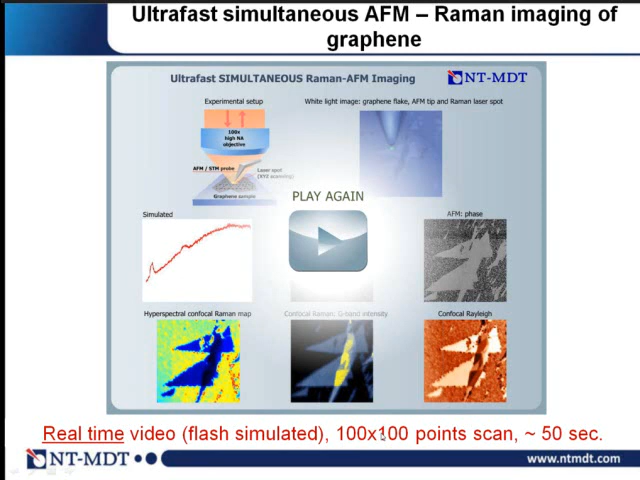 Ultrafast simultaneous AFM – Raman imaging of
graphene
Ultrafast SIMULTANEOUS Raman-AFM Imaging
NT-MDT
Experimental setup
White light image: graphene flake, AFM tip and Raman laser spot
100x
high NA
objective
AFM / STM probe
Laser spot
(XYZ scanning)
Graphene sample
PLAY AGAIN
Simulated
AFM: phase
Hyperspectral confocal Raman map
Confocal Raman: G-band intensity
Confocal Rayleigh
Real time video (flash simulated), 100x100 points scan, ~ 50 sec.
NT-MDT
www.ntmdt.com